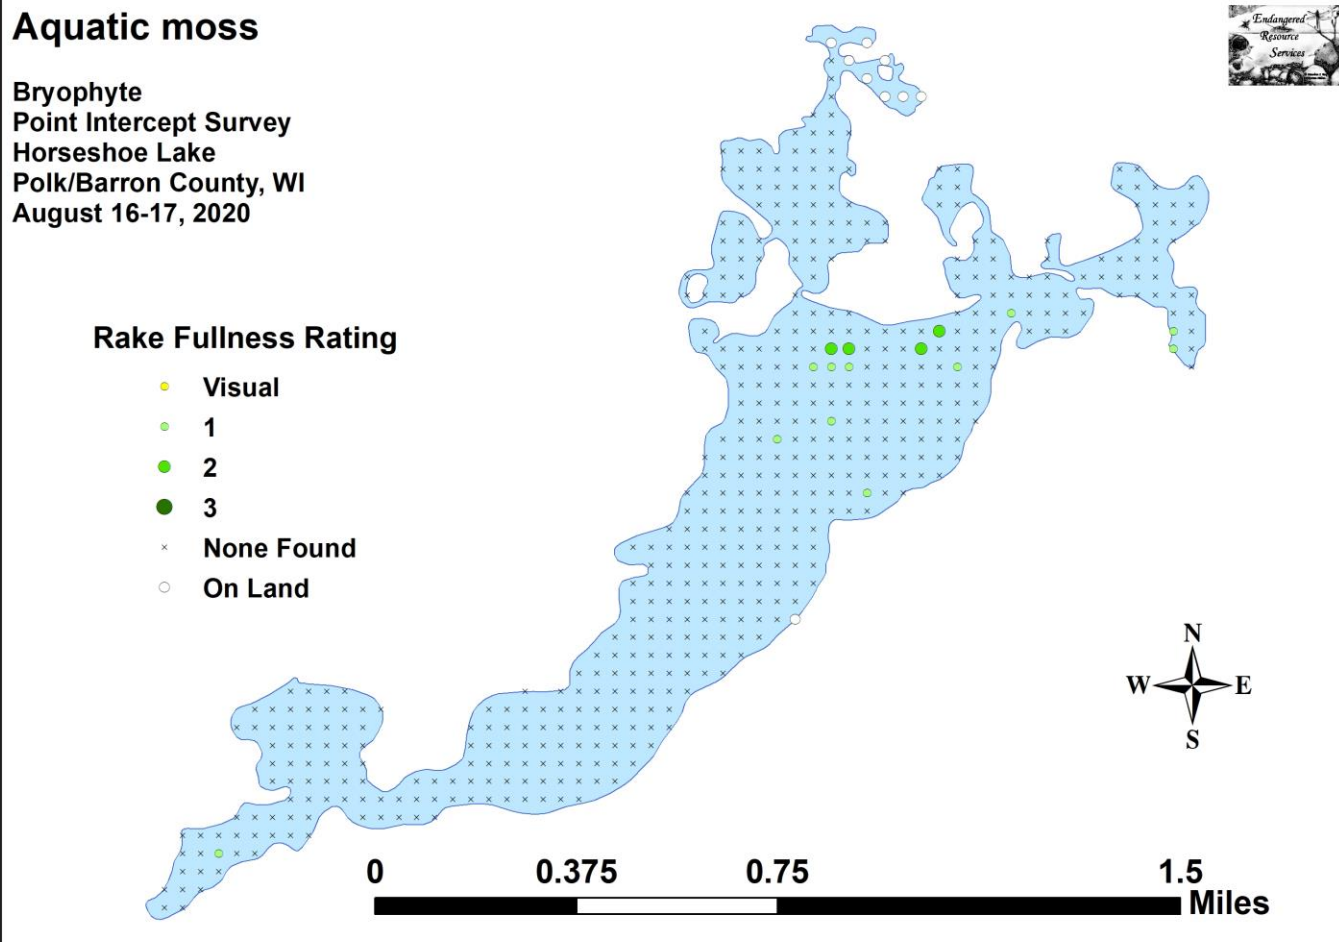 Aquatic moss
Bryophyte
Point Intercept Survey
Horseshoe Lake
Polk/Barron County, WI
August 16-17, 2020
Endangered
Resource
Services
Rake Fullness Rating
Visual
1
2
3
None Found
On Land
N
W E
S
0 0.375 0.75 1.5
Miles